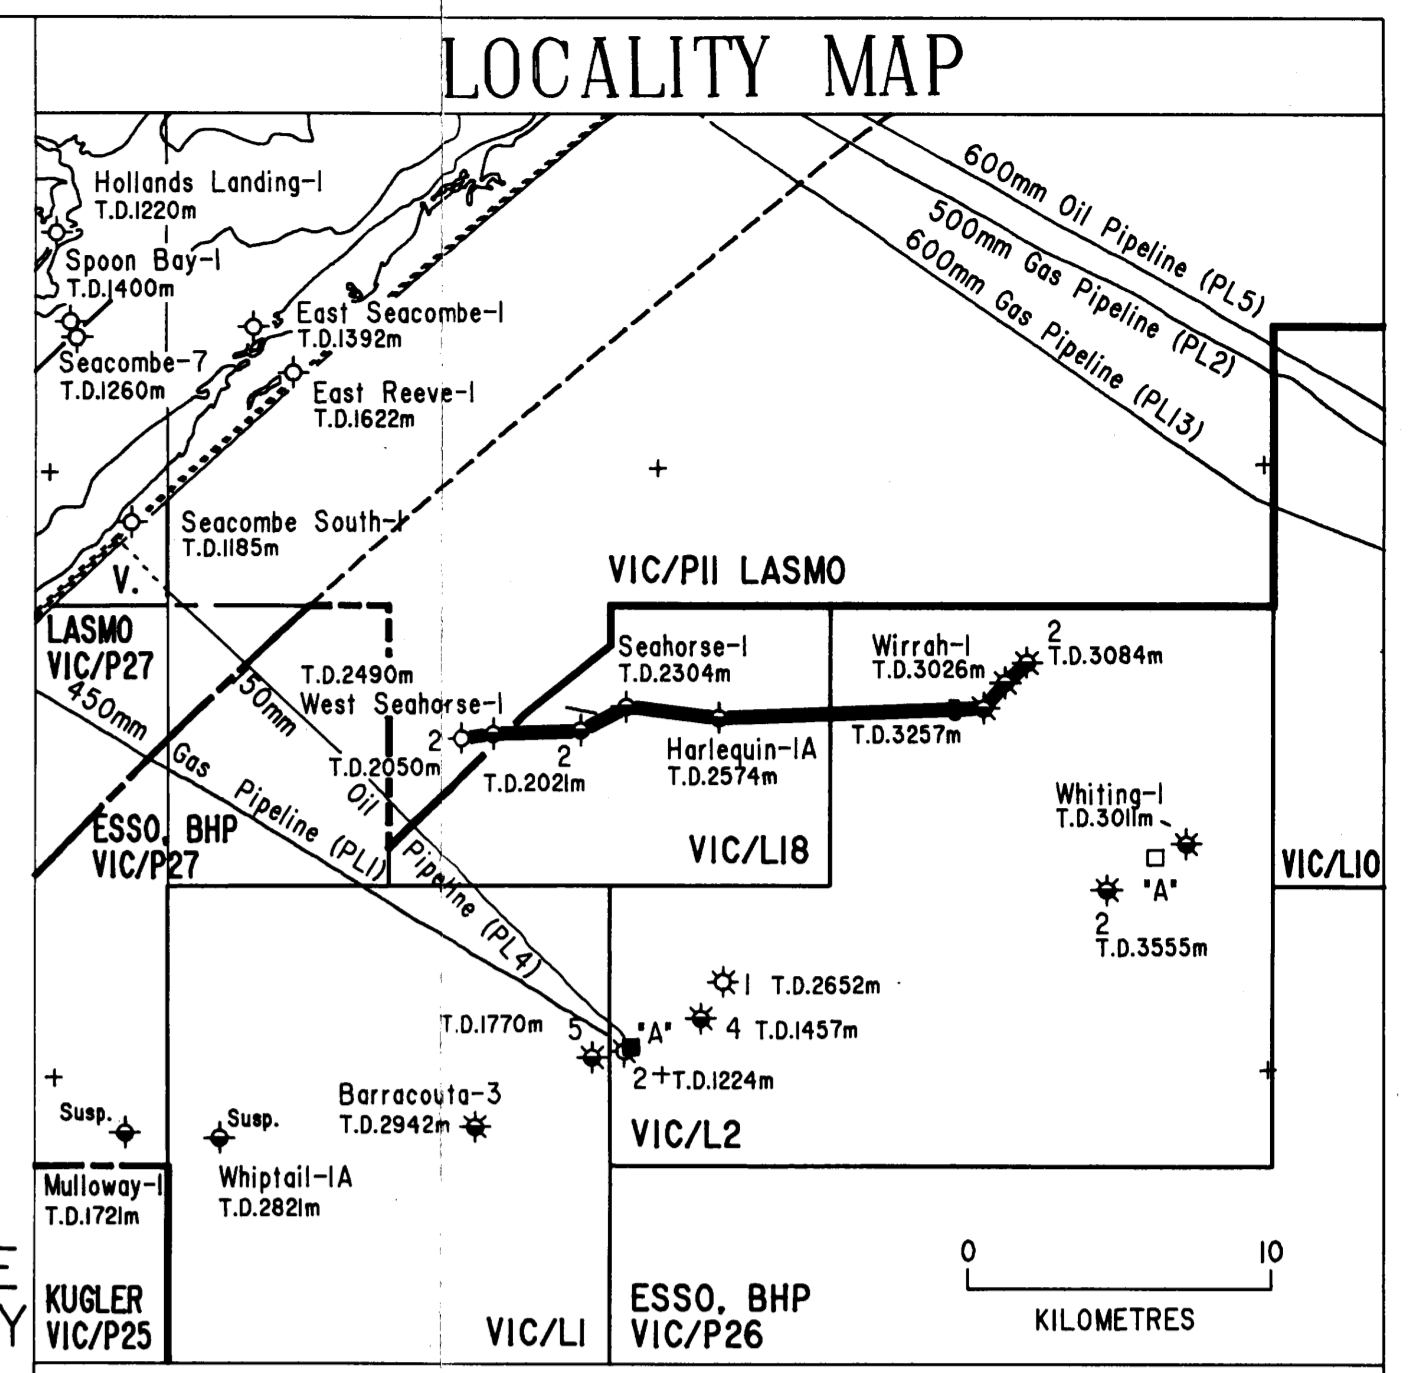 LOCALITY MAP
Hollands Landing-1
T.D.1220m
Spoon Bay-1
T.D.1400m
Seacombe-7
T.D.1260m
East Seacombe-1
T.D.1392m
East Reeve-1
T.D.1622m
Seacombe South-1
T.D.1185m
600mm Oil Pipeline (PL5)
500mm Gas Pipeline (PL2)
600mm Gas Pipeline (PL13)
V.
VIC/P11 LASMO
LASMO
VIC/P27
450mm Gas Pipeline (PL1)
150mm Oil Pipeline (PL4)
T.D.2490m
West Seahorse-1
2
T.D.2050m
2
T.D.2021m
Seahorse-1
T.D.2304m
Harlequin-1A
T.D.2574m
Wirrah-1
T.D.3026m
2
T.D.3084m
T.D.3257m
Whiting-1
T.D.3011m
"A"
2
T.D.3555m
ESSO, BHP
VIC/P27
VIC/L18
VIC/L10
1 T.D.2652m
4 T.D.1457m
T.D.1770m
5
"A"
2 T.D.1224m
Barracouta-3
T.D.2942m
VIC/L2
Susp.
Susp.
Mulloway-1
T.D.1721m
Whiptail-1A
T.D.2821m
E
Y
KUGLER
VIC/P25
VIC/L1
ESSO, BHP
VIC/P26
0 10
KILOMETRES